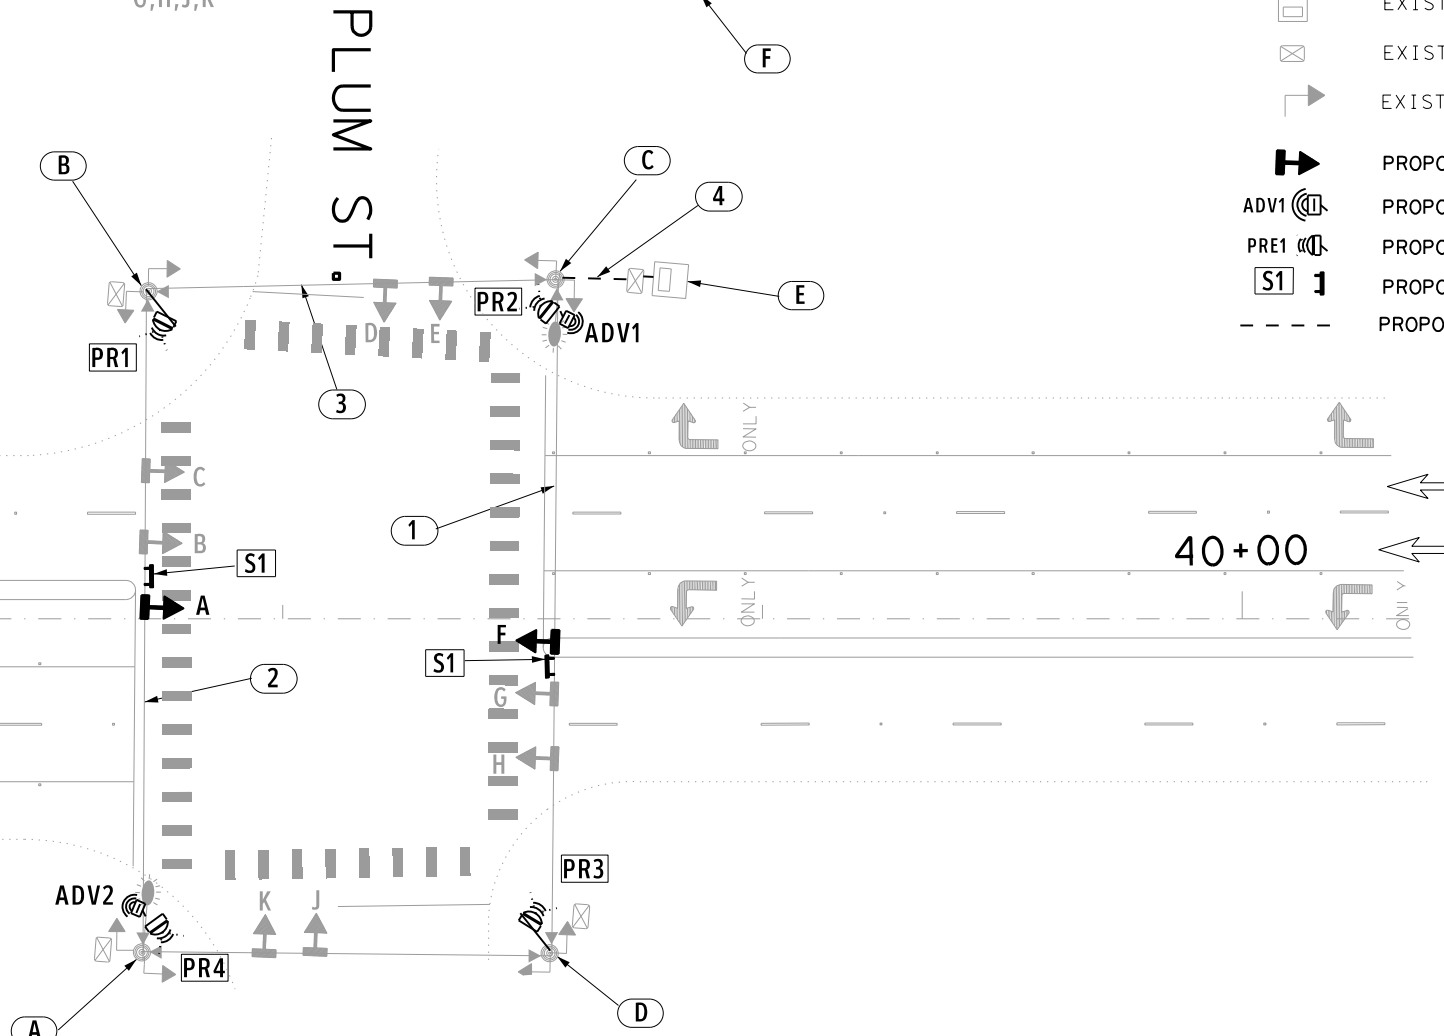 PLUM ST.
F
B
C
4
E
D
E
PR2
ADV1
PR1
3
C
1
B
S1
A
F
S1
2
G
H
ONLY
ONLY
ONLY
40+00
PR3
ADV2
K
J
PR4
A
D
EXIST
EXIST
EXIST
PROPO
ADV1 PROPO
PRE1 PROPO
S1 PROPO
PROPO